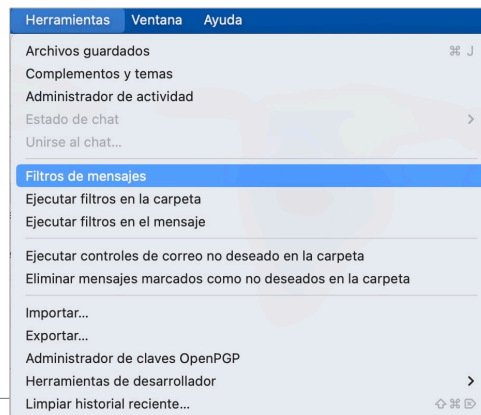 Herramientas Ventana Ayuda
Archivos guardados ⌘ J
Complementos y temas
Administrador de actividad
Estado de chat >
Unirse al chat...
Filtros de mensajes
Ejecutar filtros en la carpeta
Ejecutar filtros en el mensaje
Ejecutar controles de correo no deseado en la carpeta
Eliminar mensajes marcados como no deseados en la carpeta
Importar...
Exportar...
Administrador de claves OpenPGP
Herramientas de desarrollador >
Limpiar historial reciente... ⇧ ⌘ ⌦